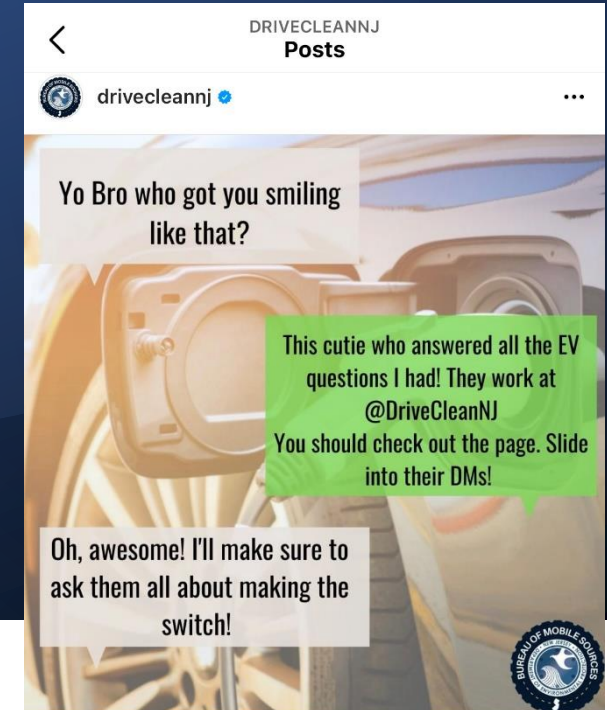 DRIVECLEANNJ
Posts
drivecleannj
Yo Bro who got you smiling
like that?
This cutie who answered all the EV
questions I had! They work at
@DriveCleanNJ
You should check out the page. Slide
into their DMs!
Oh, awesome! I'll make sure to
ask them all about making the
switch!
BUREAU OF MOBILE SOURCES